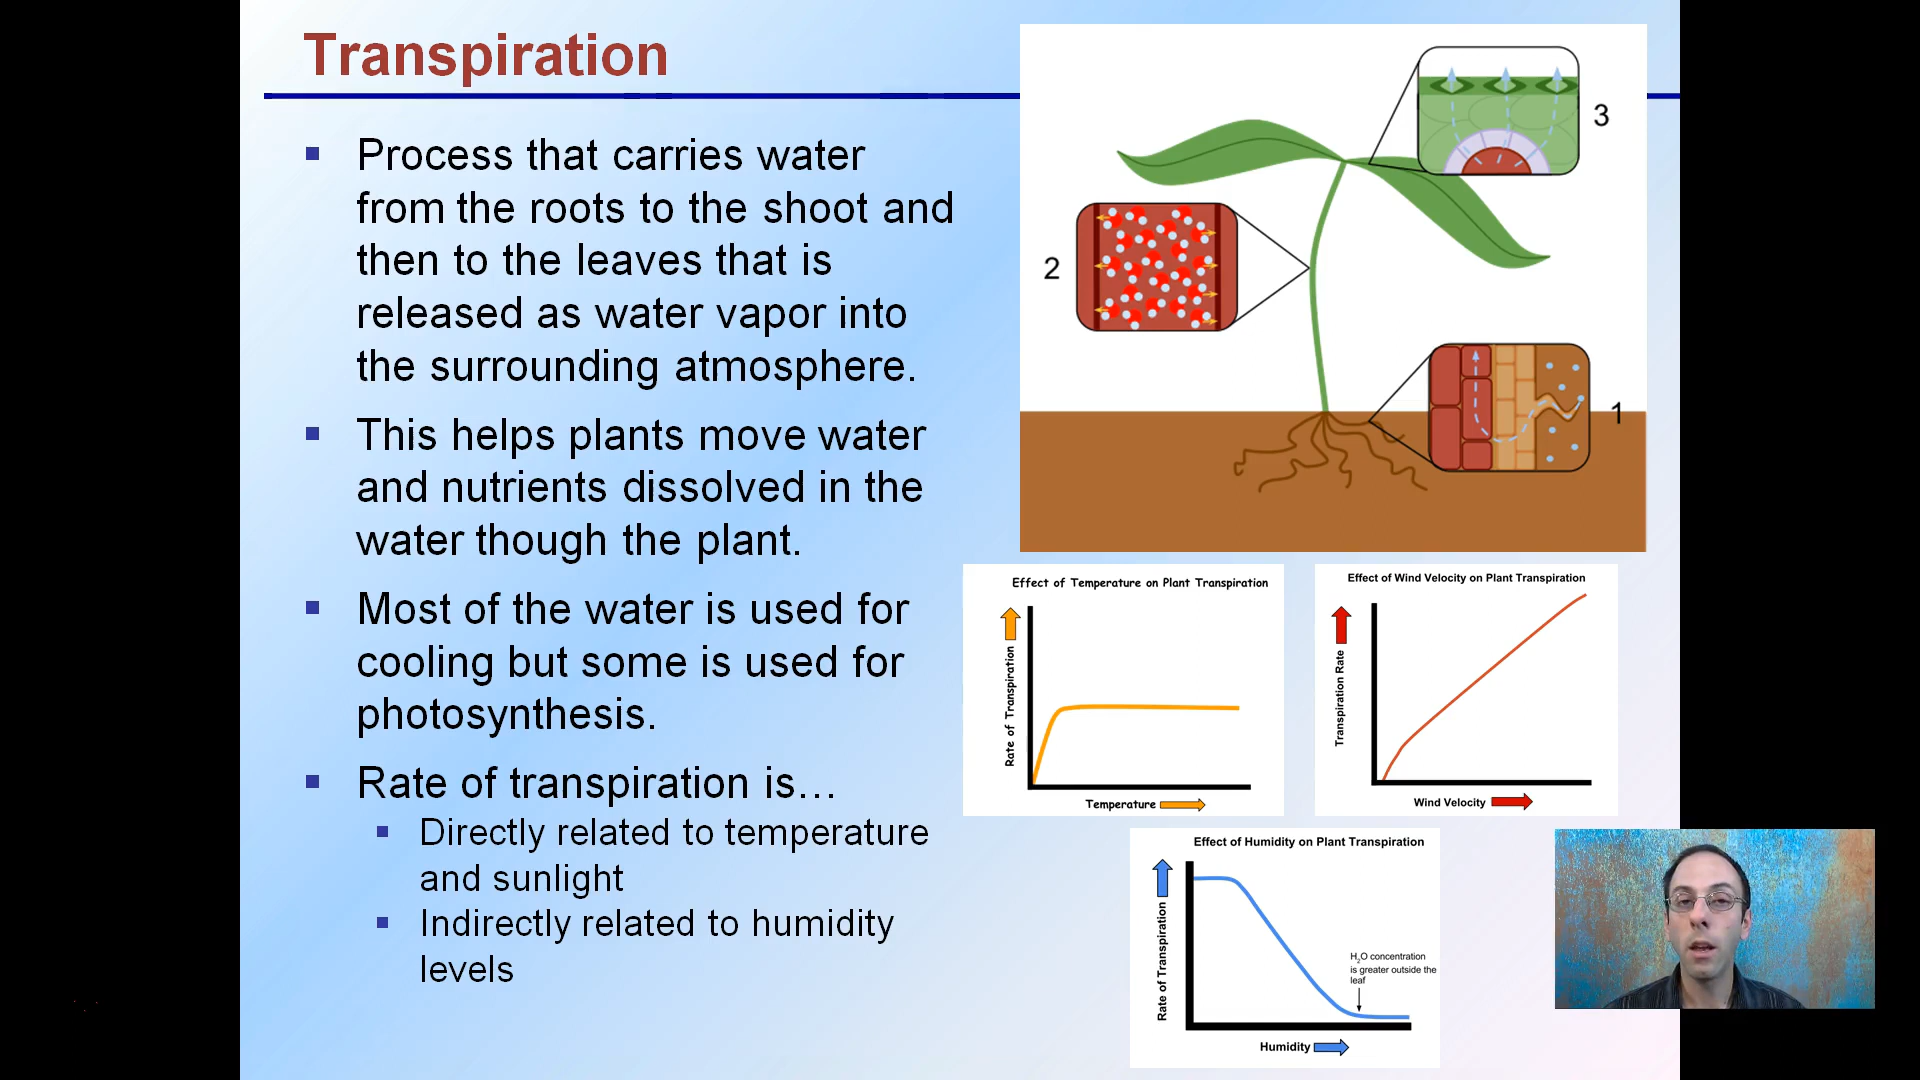 Transpiration
Process that carries water
from the roots to the shoot and
then to the leaves that is
released as water vapor into
the surrounding atmosphere.
This helps plants move water
and nutrients dissolved in the
water though the plant.
Most of the water is used for
cooling but some is used for
photosynthesis.
Rate of transpiration is...
Directly related to temperature
and sunlight
Indirectly related to humidity
levels
3
2
1
Effect of Temperature on Plant Transpiration
Rate of Transpiration
Temperature
Effect of Wind Velocity on Plant Transpiration
Transpiration Rate
Wind Velocity
Effect of Humidity on Plant Transpiration
Rate of Transpiration
H2O concentration
is greater outside the
leaf
Humidity